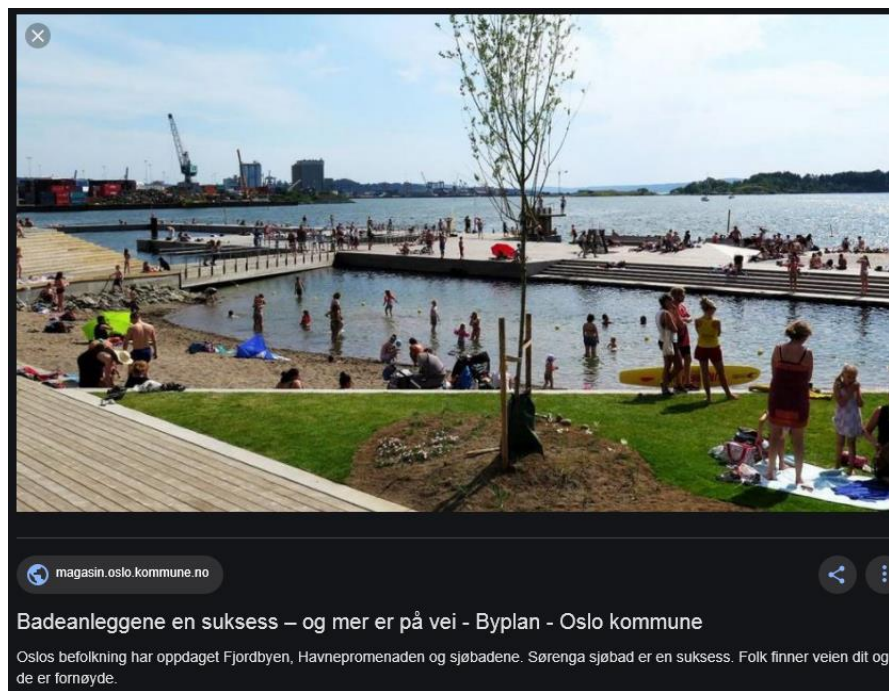 magasin.oslo.kommune.no
Badeanleggene en suksess – og mer er på vei - Byplan - Oslo kommune
Oslos befolkning har oppdaget Fjordbyen, Havnepromenaden og sjøbadene. Sørenga sjøbad er en suksess. Folk finner veien dit og
de er fornøyde.